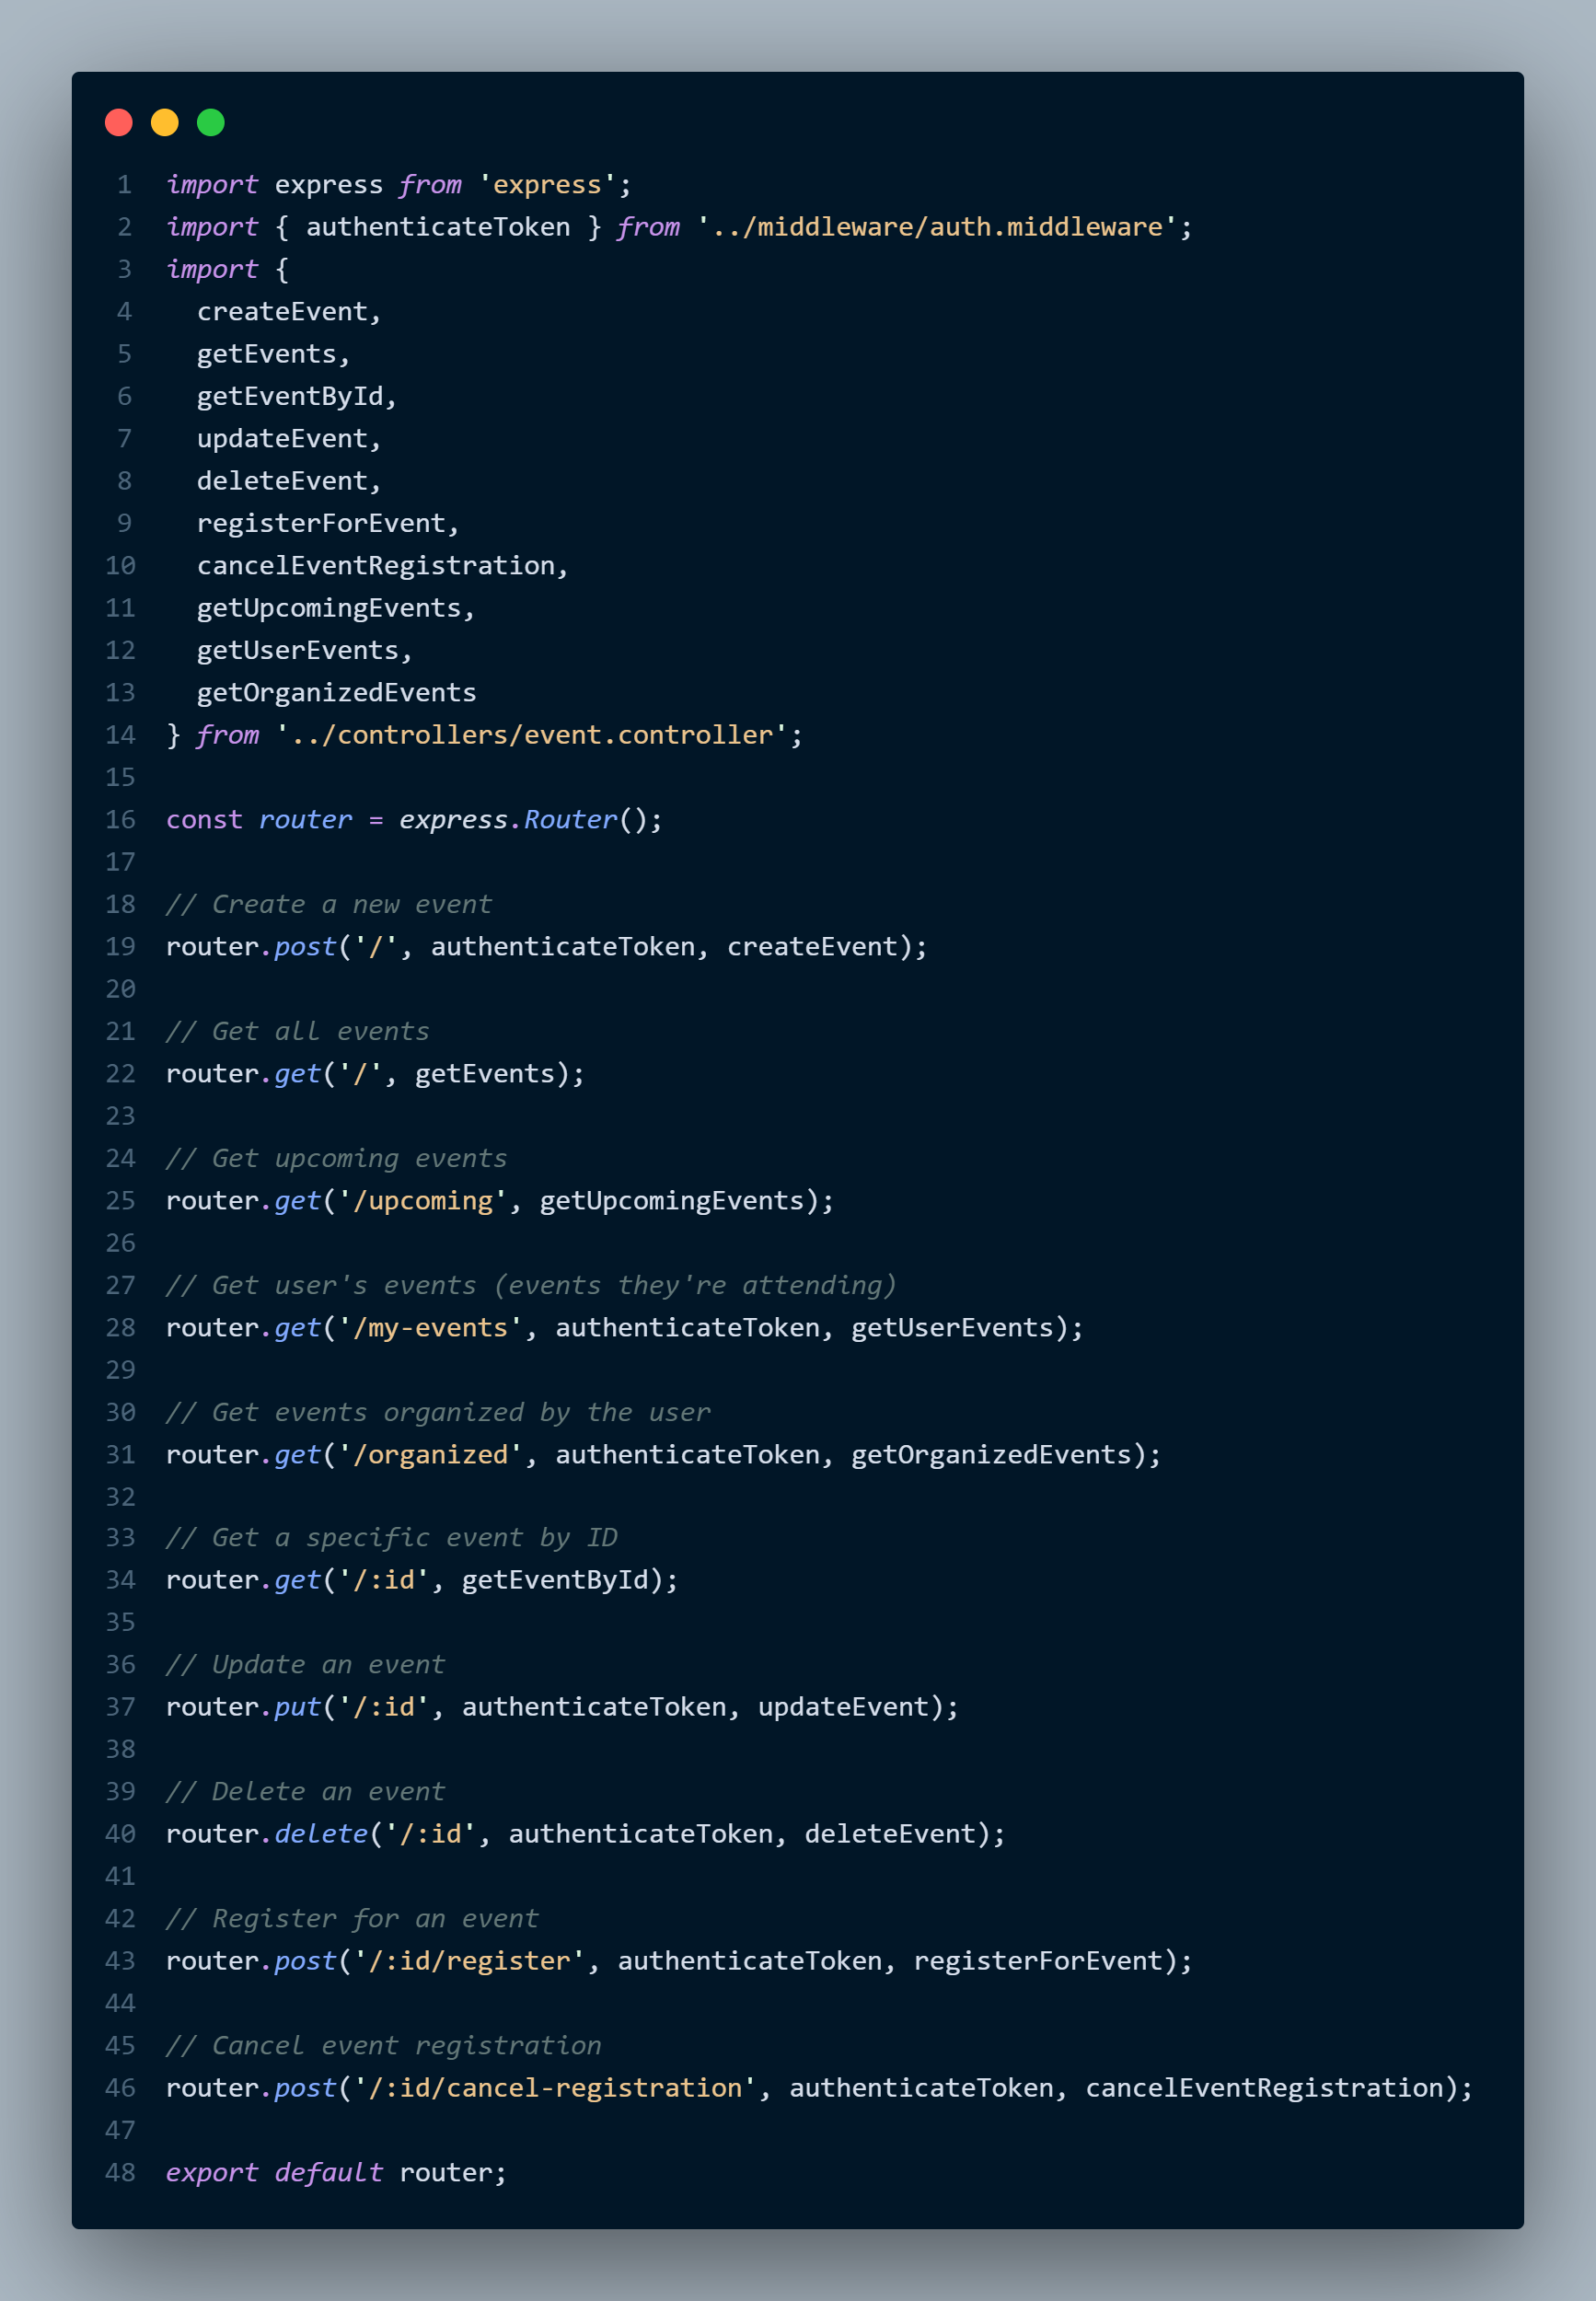 1 import express from 'express';
2 import { authenticateToken } from '../middleware/auth.middleware';
3 import {
4   createEvent,
5   getEvents,
6   getEventById,
7   updateEvent,
8   deleteEvent,
9   registerForEvent,
10   cancelEventRegistration,
11   getUpcomingEvents,
12   getUserEvents,
13   getOrganizedEvents
14 } from '../controllers/event.controller';
15
16 const router = express.Router();
17
18 // Create a new event
19 router.post('/', authenticateToken, createEvent);
20
21 // Get all events
22 router.get('/', getEvents);
23
24 // Get upcoming events
25 router.get('/upcoming', getUpcomingEvents);
26
27 // Get user's events (events they're attending)
28 router.get('/my-events', authenticateToken, getUserEvents);
29
30 // Get events organized by the user
31 router.get('/organized', authenticateToken, getOrganizedEvents);
32
33 // Get a specific event by ID
34 router.get('/:id', getEventById);
35
36 // Update an event
37 router.put('/:id', authenticateToken, updateEvent);
38
39 // Delete an event
40 router.delete('/:id', authenticateToken, deleteEvent);
41
42 // Register for an event
43 router.post('/:id/register', authenticateToken, registerForEvent);
44
45 // Cancel event registration
46 router.post('/:id/cancel-registration', authenticateToken, cancelEventRegistration);
47
48 export default router;